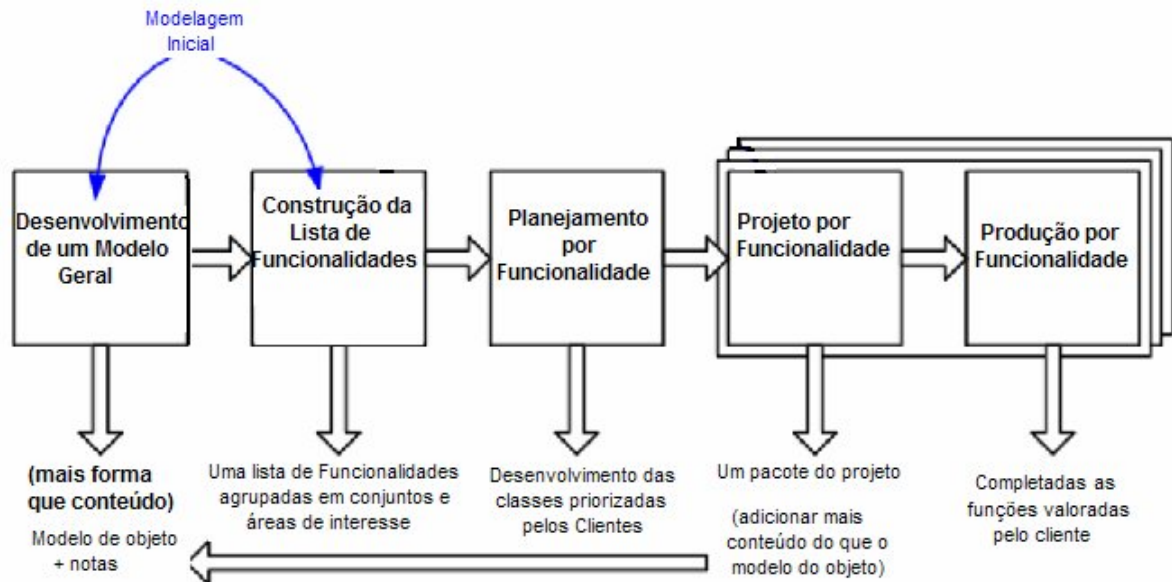 Modelagem
Inicial
Desenvolvimento
de um Modelo
Geral
Construção da
Lista de
Funcionalidades
Planejamento
por
Funcionalidade
Projeto por
Funcionalidade
Produção por
Funcionalidade
(mais forma
que conteúdo)
Modelo de objeto
+ notas
Uma lista de Funcionalidades
agrupadas em conjuntos e
áreas de interesse
Desenvolvimento das
classes priorizadas
pelos Clientes
Um pacote do projeto
(adicionar mais
conteúdo do que o
modelo do objeto)
Completadas as
funções valoradas
pelo cliente